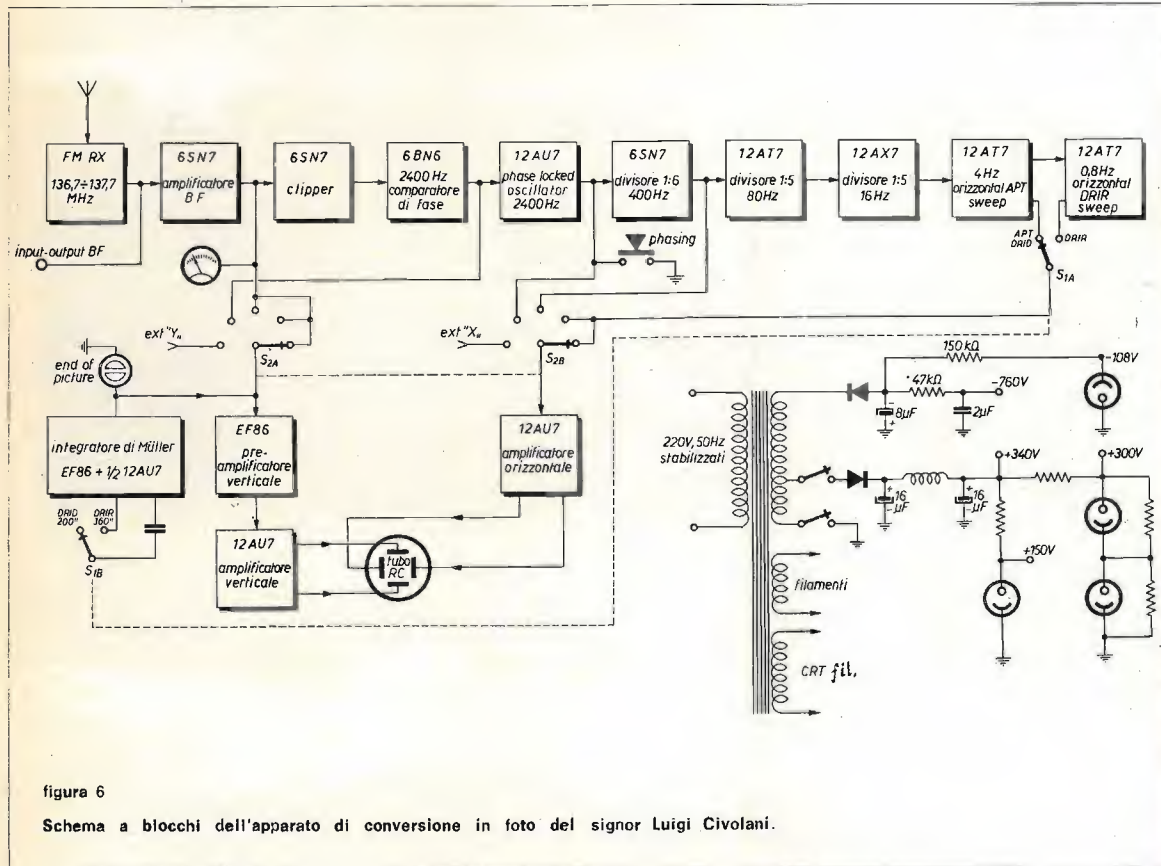 FM RX
136,7÷137,7
MHz
6SN7
amplificatore
BF
6SN7
clipper
6BN6
2400 Hz
comparatore
di fase
12AU7
phase locked
oscillator
2400Hz
6SN7
divisore 1:6
400Hz
12AT7
divisore 1:5
80Hz
12AX7
divisore 1:5
16Hz
12AT7
4Hz
orizzontal APT
sweep
12AT7
0,8Hz
orizzontal
DRIR
sweep
input-output BF
phasing
APT
DRID
DRIR
S1A
ext "Y"
S2A
ext "X"
S2B
end of
picture
integratore di Müller
EF86 + 1/2 12AU7
DRID
200"
DRIR
360"
S1B
EF86
pre-
amplificatore
verticale
12AU7
amplificatore
verticale
tubo
RC
12AU7
amplificatore
orizzontale
220V, 50Hz
stabilizzati
150 kΩ
47kΩ
-760V
-108V
8µF
2µF
+340V
+300V
16
µF
16
µF
+150V
filamenti
CRT fil.
figura 6
Schema a blocchi dell'apparato di conversione in foto del signor Luigi Civolani.